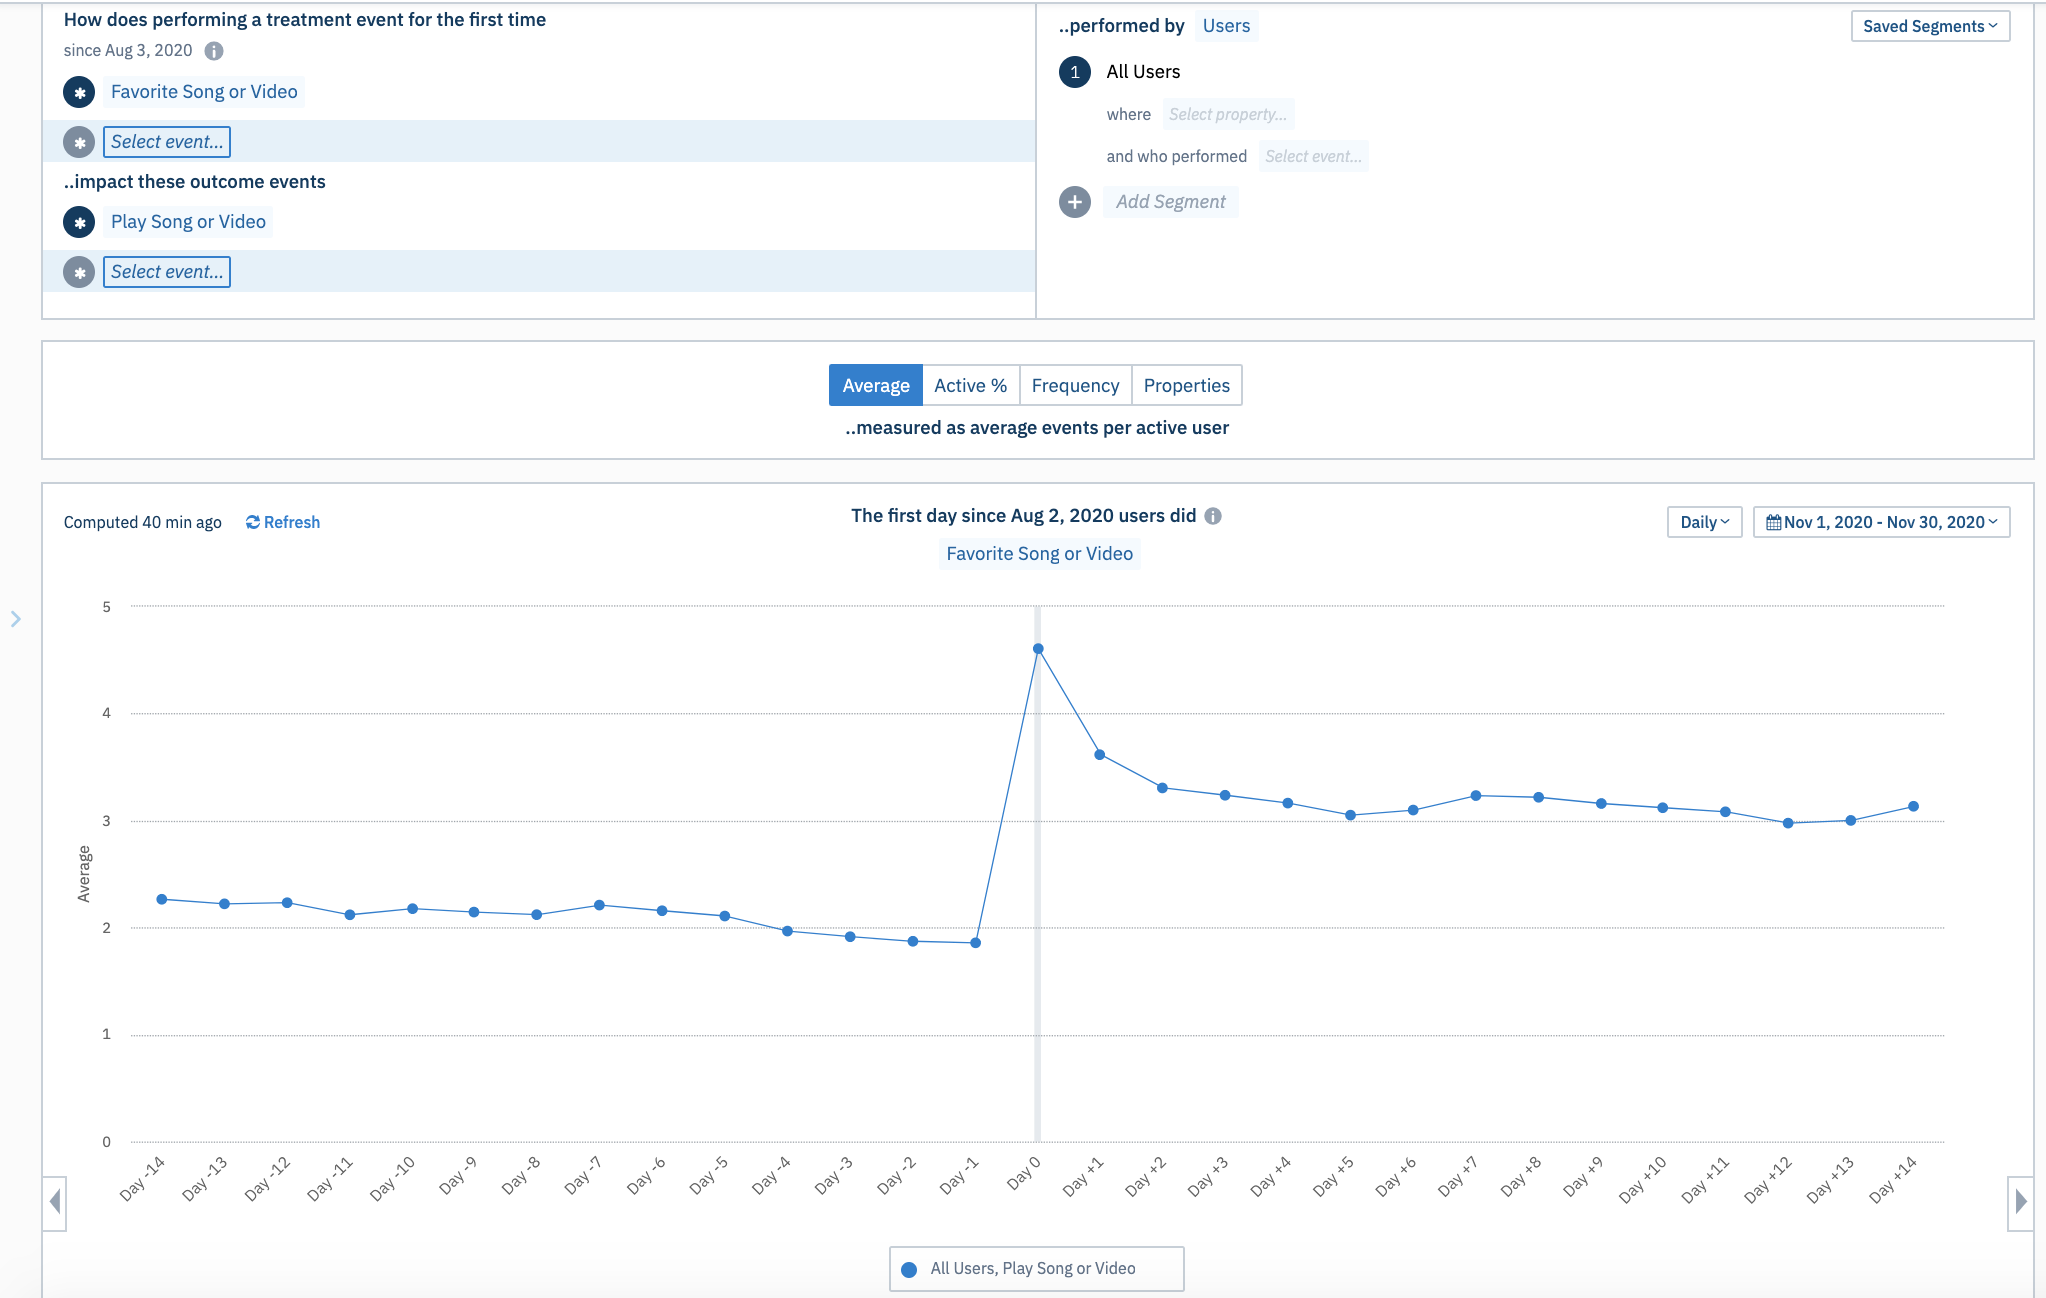 How does performing a treatment event for the first time
since Aug 3, 2020
Favorite Song or Video
Select event...
..impact these outcome events
Play Song or Video
Select event...
..performed by Users
Saved Segments
1 All Users
where Select property...
and who performed Select event...
Add Segment
Average Active % Frequency Properties
..measured as average events per active user
Computed 40 min ago Refresh
The first day since Aug 2, 2020 users did
Favorite Song or Video
Daily
Nov 1, 2020 - Nov 30, 2020
5
4
3
2
1
0
Average
Day -14
Day -13
Day -12
Day -11
Day -10
Day -9
Day -8
Day -7
Day -6
Day -5
Day -4
Day -3
Day -2
Day -1
Day 0
Day +1
Day +2
Day +3
Day +4
Day +5
Day +6
Day +7
Day +8
Day +9
Day +10
Day +11
Day +12
Day +13
Day +14
All Users, Play Song or Video